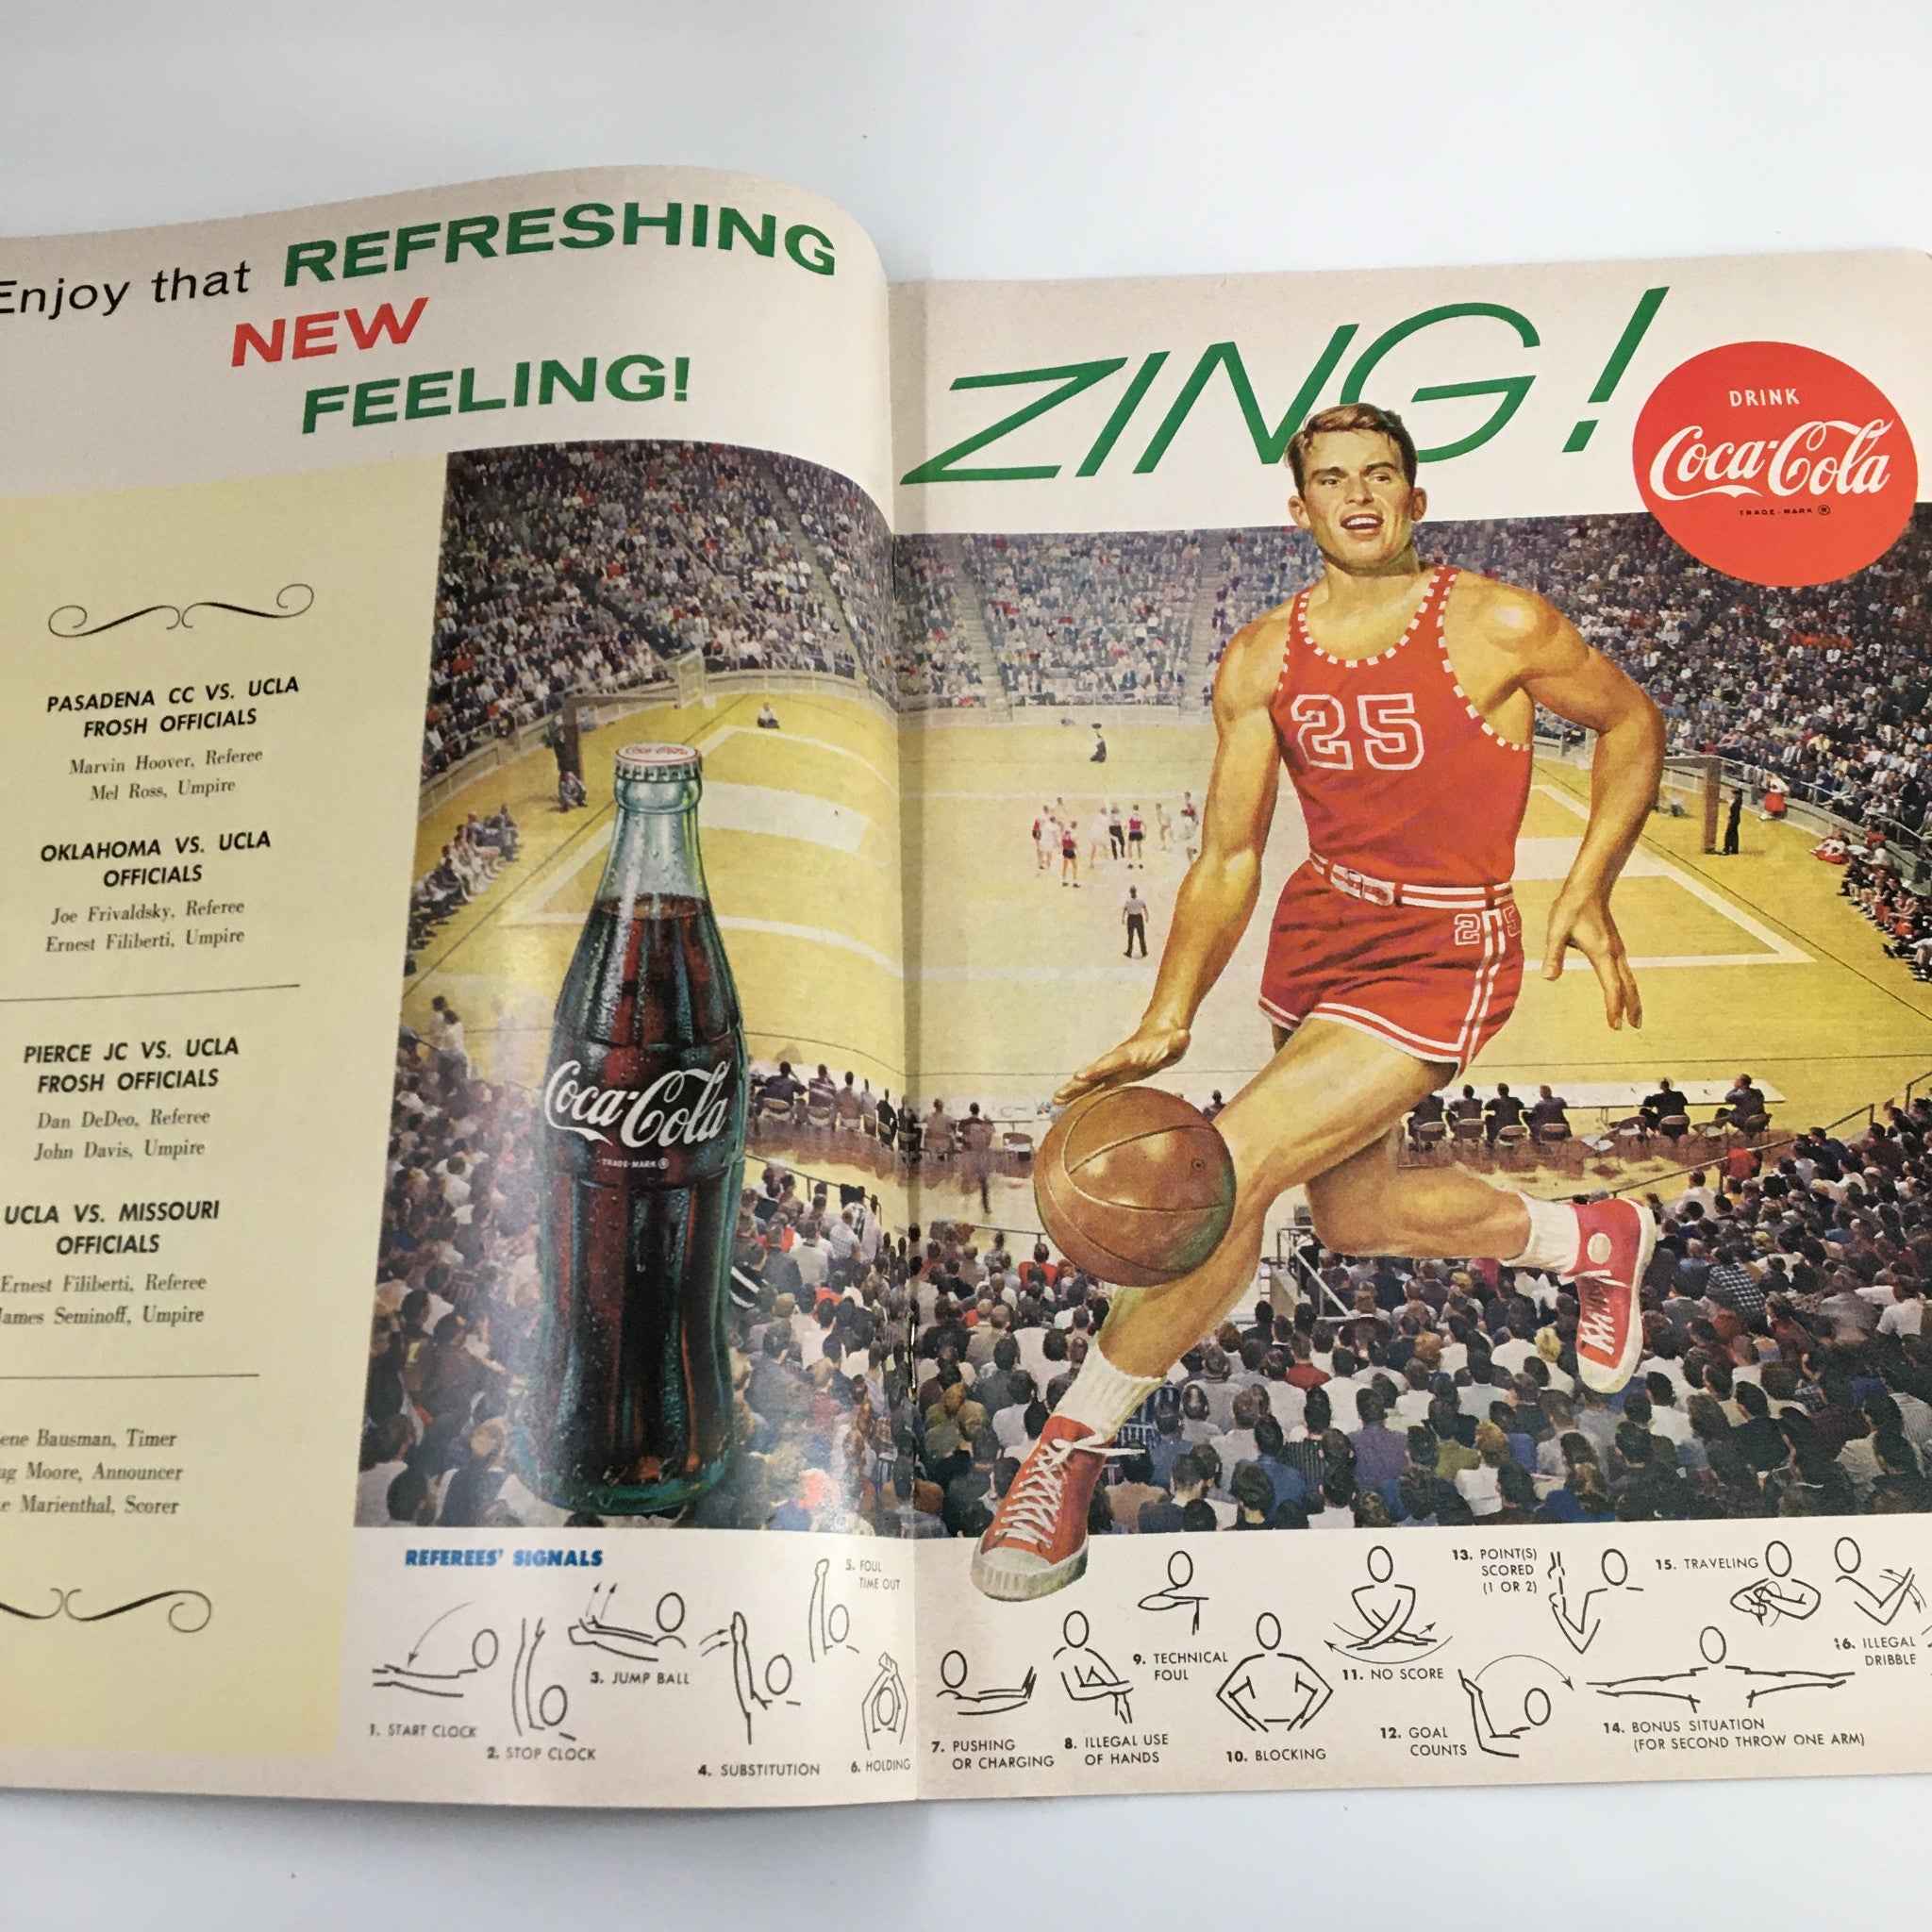 Enjoy that REFRESHING
NEW
FEELING!
ZING!
DRINK
Coca-Cola
TRADE-MARK ®
PASADENA CC VS. UCLA
FROSH OFFICIALS
Marvin Hoover, Referee
Mel Ross, Umpire
OKLAHOMA VS. UCLA
OFFICIALS
Joe Frivaldsky, Referee
Ernest Filiberti, Umpire
PIERCE JC VS. UCLA
FROSH OFFICIALS
Dan DeDeo, Referee
John Davis, Umpire
UCLA VS. MISSOURI
OFFICIALS
Ernest Filiberti, Referee
James Seminoff, Umpire
ene Bausman, Timer
ug Moore, Announcer
e Marienthal, Scorer
Coca-Cola
Coca-Cola
TRADE-MARK ®
25
25
REFEREES' SIGNALS
1. START CLOCK
2. STOP CLOCK
3. JUMP BALL
4. SUBSTITUTION
5. FOUL
TIME OUT
6. HOLDING
7. PUSHING
OR CHARGING
8. ILLEGAL USE
OF HANDS
9. TECHNICAL
FOUL
10. BLOCKING
11. NO SCORE
12. GOAL
COUNTS
13. POINT(S)
SCORED
(1 OR 2)
14. BONUS SITUATION
(FOR SECOND THROW ONE ARM)
15. TRAVELING
16. ILLEGAL
DRIBBLE